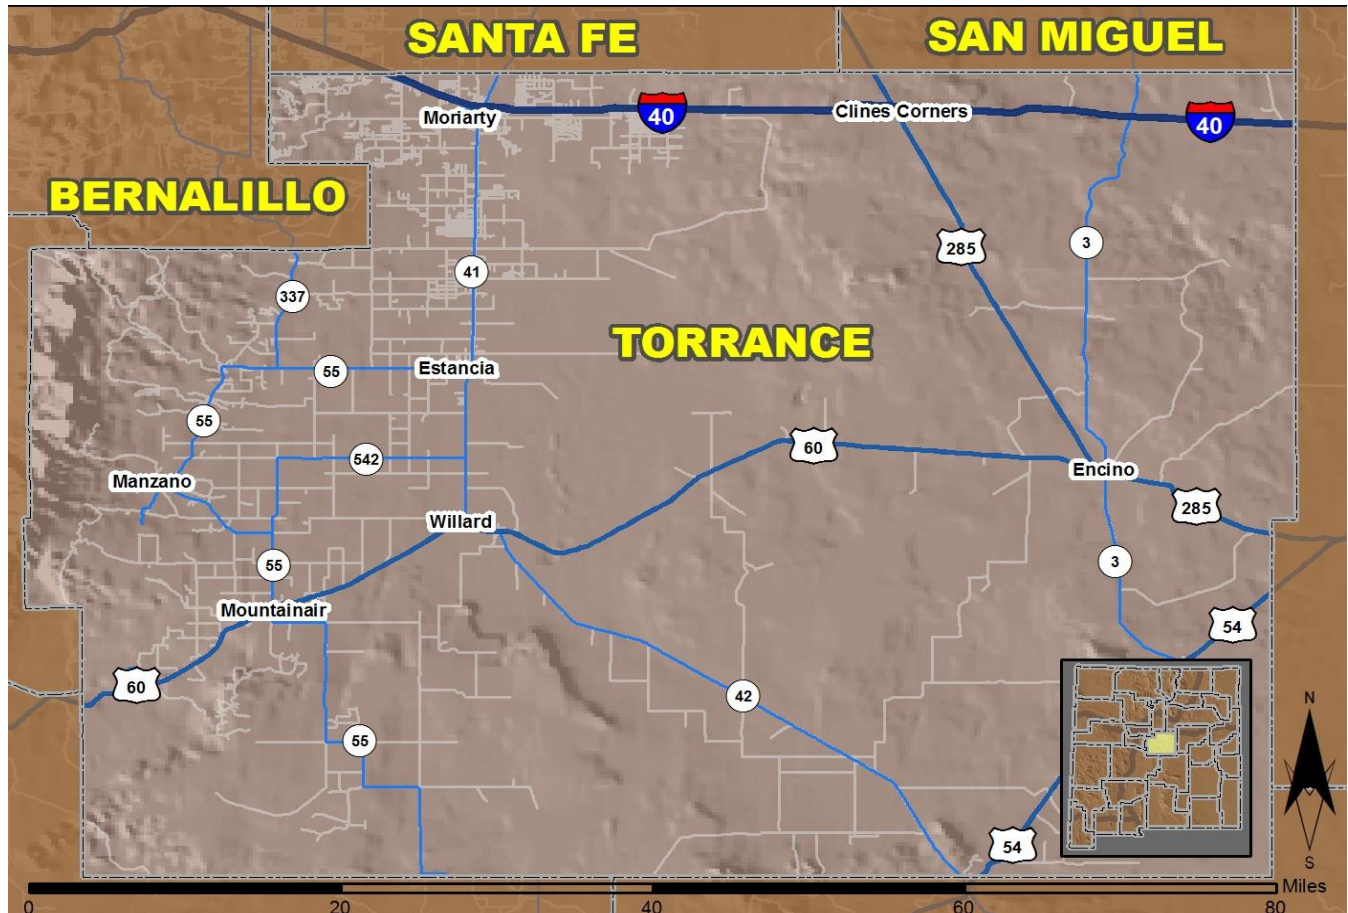 SANTA FE
SAN MIGUEL
Moriarty
40
Clines Corners
40
BERNALILLO
285
3
41
337
TORRANCE
55
Estancia
55
60
542
Manzano
Encino
285
Willard
55
3
Mountainair
54
60
42
N
55
54
S
Miles
0
20
40
60
80